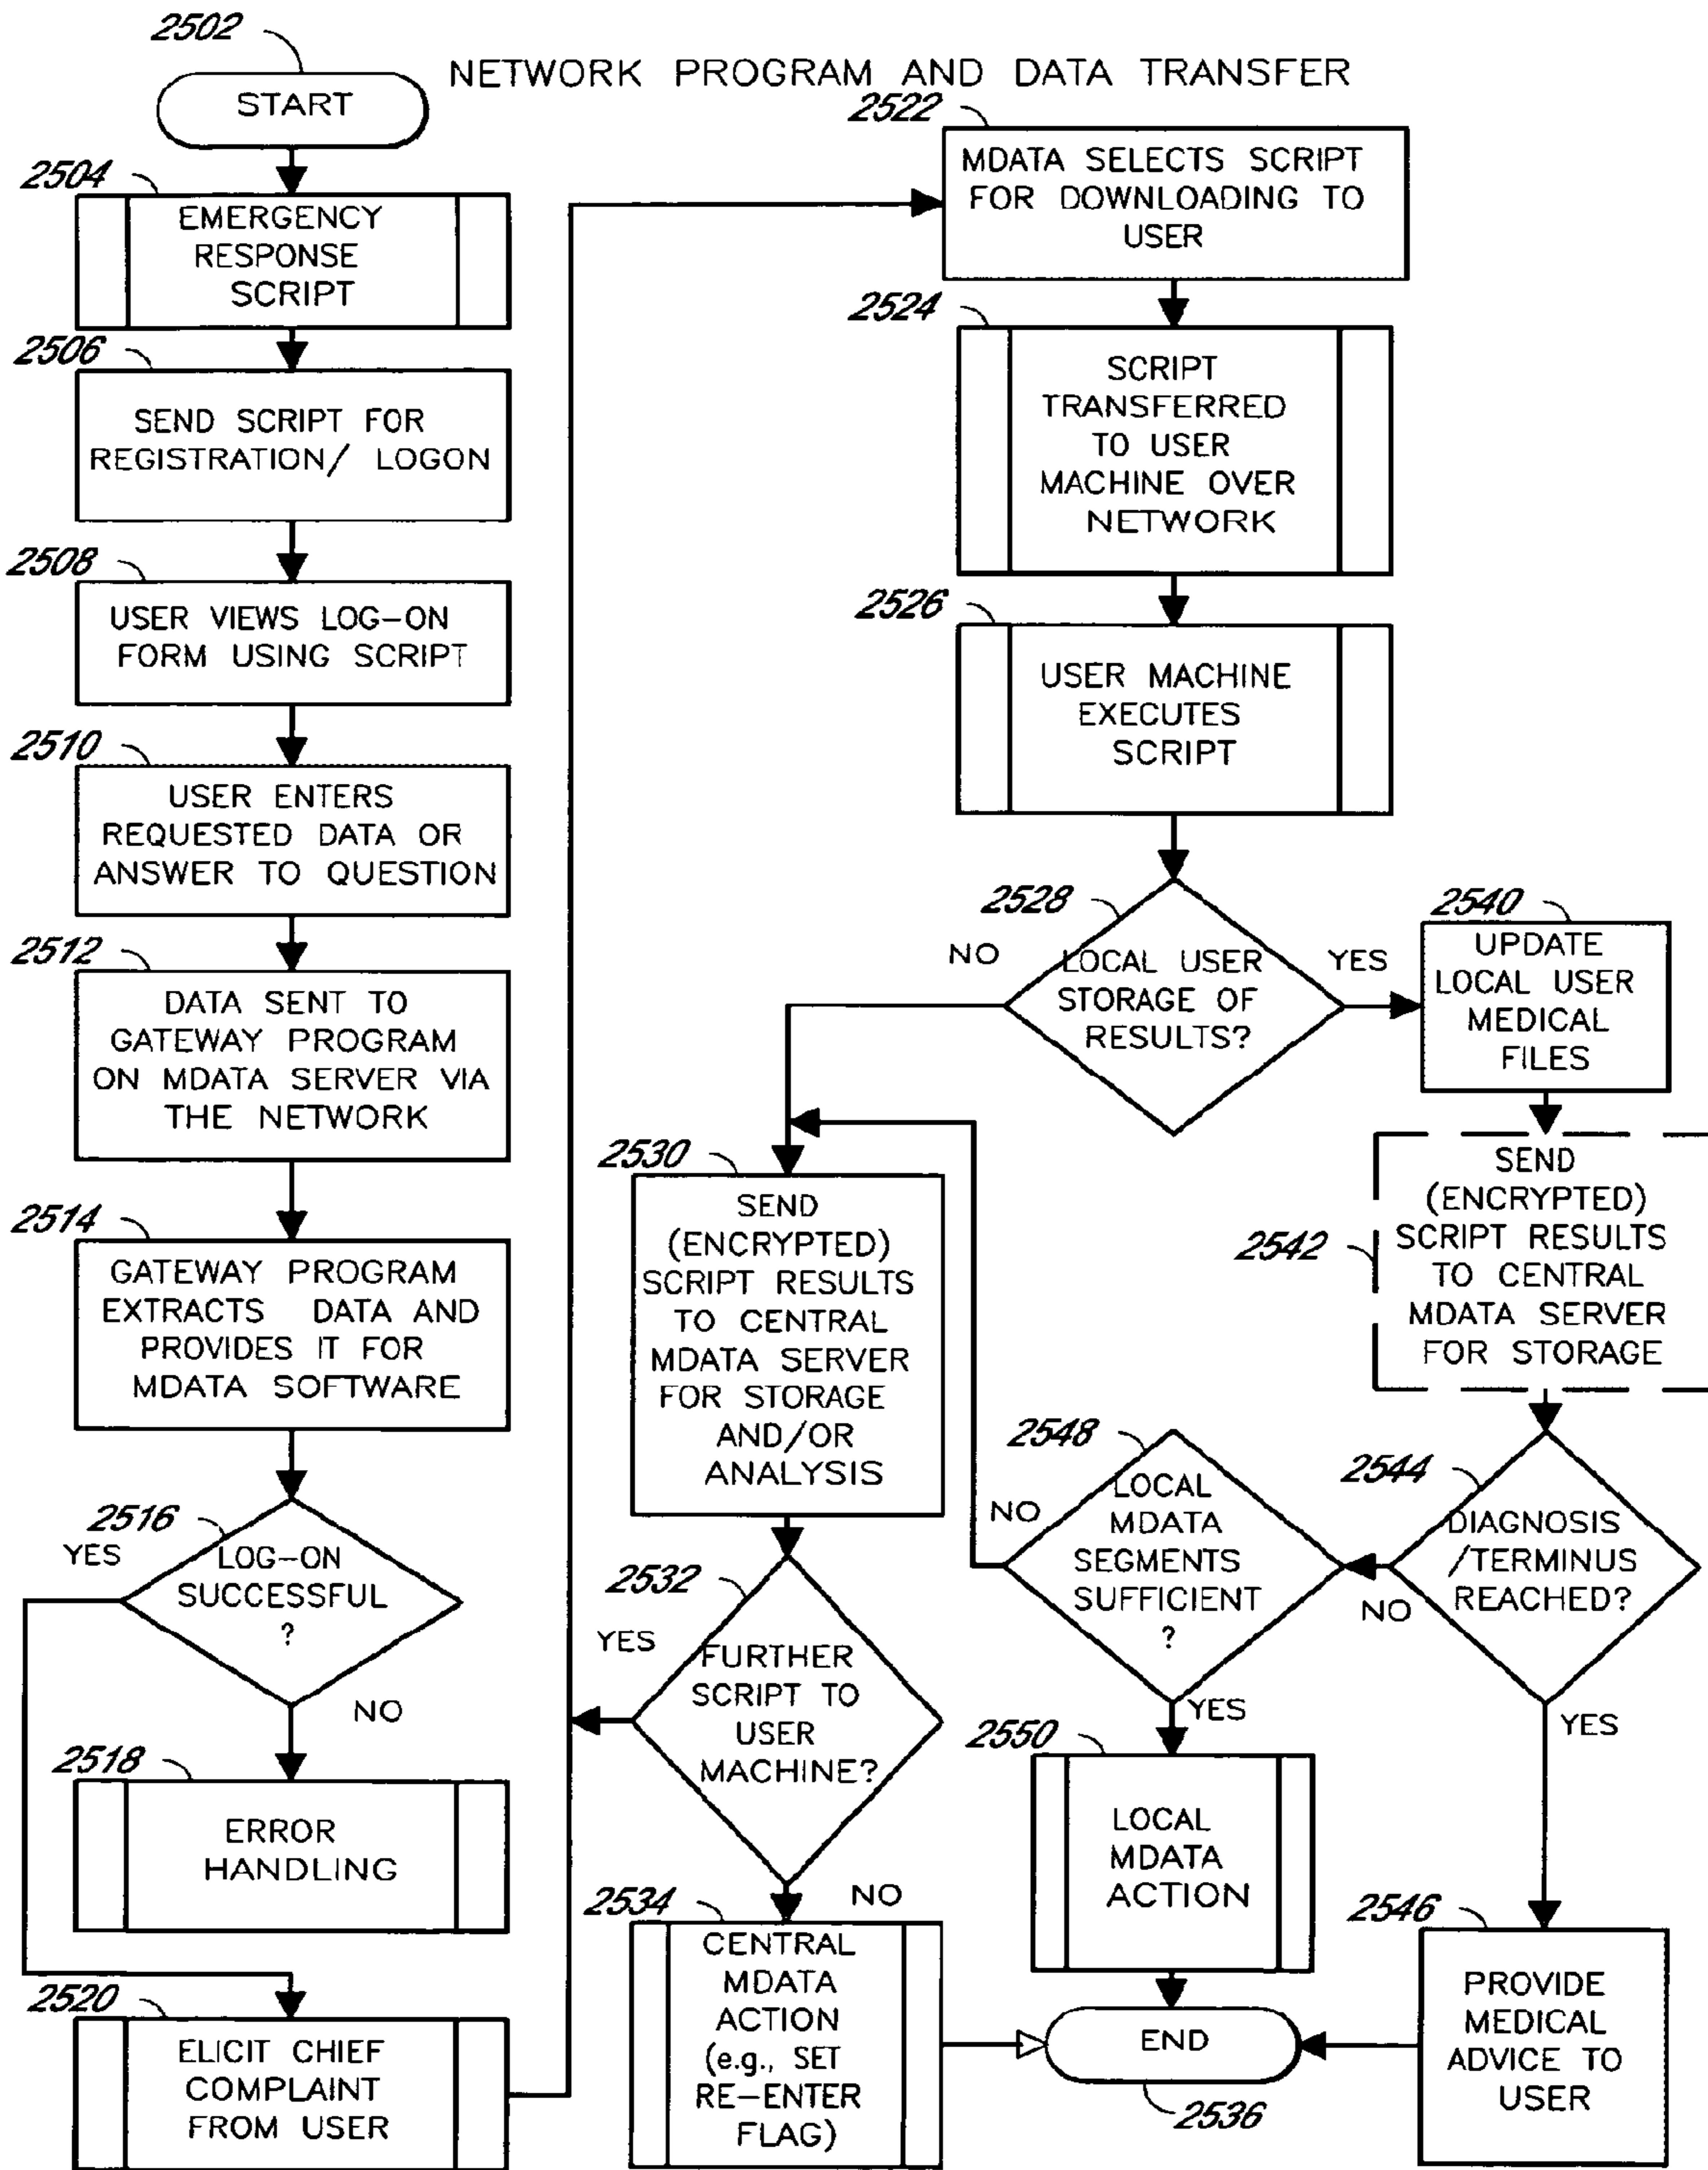 2502
NETWORK PROGRAM AND DATA TRANSFER
START
2504
EMERGENCY
RESPONSE
SCRIPT
2506
SEND SCRIPT FOR
REGISTRATION/ LOGON
2508
USER VIEWS LOG-ON
FORM USING SCRIPT
2510
USER ENTERS
REQUESTED DATA OR
ANSWER TO QUESTION
2512
DATA SENT TO
GATEWAY PROGRAM
ON MDATA SERVER VIA
THE NETWORK
2514
GATEWAY PROGRAM
EXTRACTS DATA AND
PROVIDES IT FOR
MDATA SOFTWARE
2516
YES
LOG-ON
SUCCESSFUL
?
NO
2518
ERROR
HANDLING
2520
ELICIT CHIEF
COMPLAINT
FROM USER
2522
MDATA SELECTS SCRIPT
FOR DOWNLOADING TO
USER
2524
SCRIPT
TRANSFERRED
TO USER
MACHINE OVER
NETWORK
2526
USER MACHINE
EXECUTES
SCRIPT
2528
NO
LOCAL USER
STORAGE OF
RESULTS?
YES
2530
SEND
(ENCRYPTED)
SCRIPT RESULTS
TO CENTRAL
MDATA SERVER
FOR STORAGE
AND/OR
ANALYSIS
2532
YES
FURTHER
SCRIPT TO
USER
MACHINE?
NO
2534
CENTRAL
MDATA
ACTION
(e.g., SET
RE-ENTER
FLAG)
2540
UPDATE
LOCAL USER
MEDICAL
FILES
2542
SEND
(ENCRYPTED)
SCRIPT RESULTS
TO CENTRAL
MDATA SERVER
FOR STORAGE
2544
DIAGNOSIS
/TERMINUS
REACHED?
NO
YES
2548
LOCAL
MDATA
SEGMENTS
SUFFICIENT
?
NO
YES
2550
LOCAL
MDATA
ACTION
2546
PROVIDE
MEDICAL
ADVICE TO
USER
END
2536